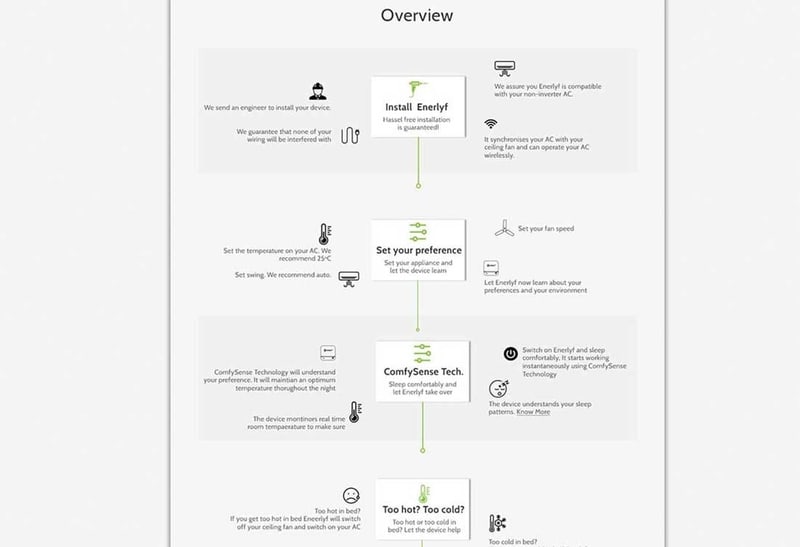 Overview
We send an engineer to install your device.
We guarantee that none of your
wiring will be interfered with
Install Enerlyf
Hassel free installation
is guaranteed!
We assure you Enerlyf is compatible
with your non-inverter AC.
It synchronises your AC with your
ceiling fan and can operate your AC
wirelessly.
Set the temperature on your AC. We
recommend 25°C
Set swing. We recommend auto.
Set your preference
Set your appliance and
let the device learn
Set your fan speed
Let Enerlyf now learn about your
preferences and your environment
ComfySense Technology will understand
your preference. It will maintian an optimum
temperature thorughout the night
The device montinors real time
room tempaerature to make sure
ComfySense Tech.
Sleep comfortably and
let Enerlyf take over
Switch on Enerlyf and sleep
comfortably, It starts working
instantaneously using ComfySense
Technology
The device understands your sleep
patterns. Know More
Too hot in bed?
If you get too hot in bed Eneerlyf will switch
off your ceiling fan and switch on your AC
Too hot? Too cold?
Too hot or too cold in
bed? Let the device help
Too cold in bed?